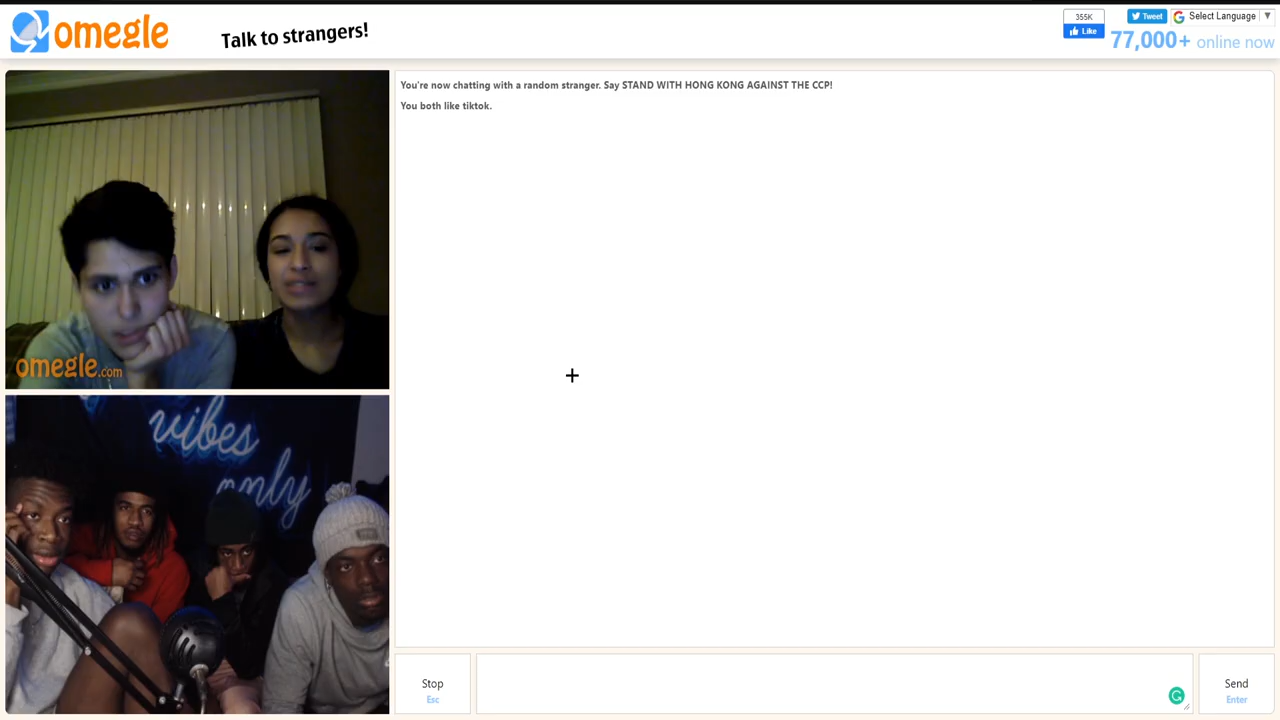 omegle
Talk to strangers!
355K
Like
Tweet
Select Language
77,000+ online now
You're now chatting with a random stranger. Say STAND WITH HONG KONG AGAINST THE CCP!
You both like tiktok.
omegle.com
vibes
only
Stop
Esc
Send
Enter